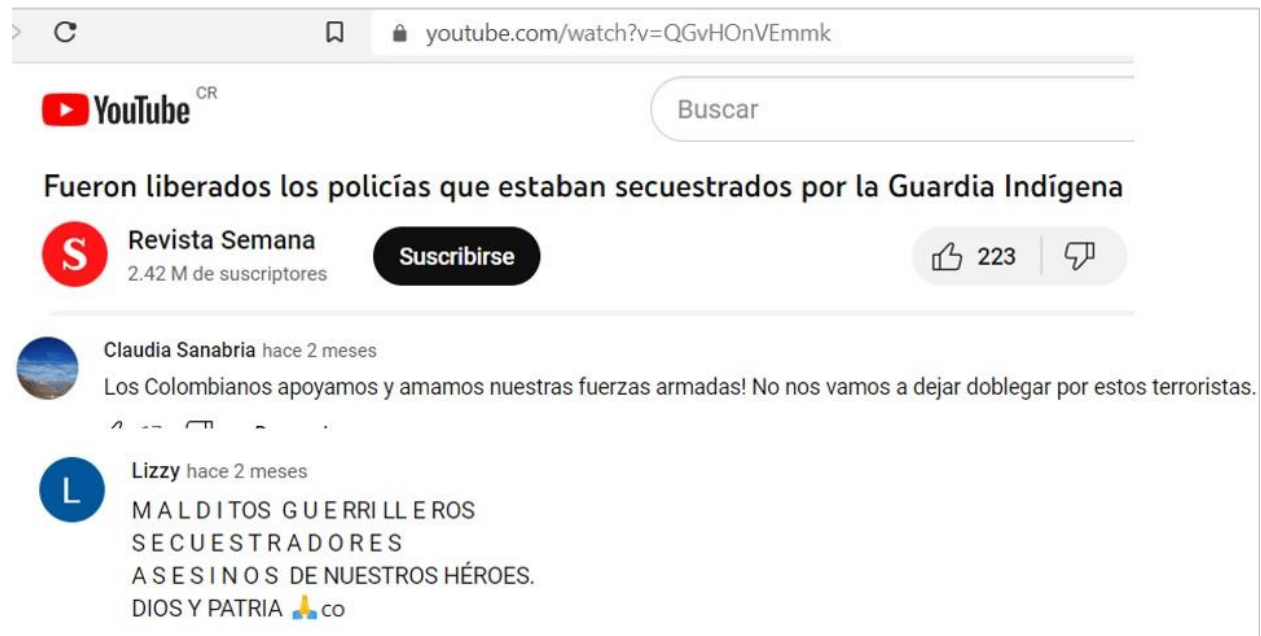 youtube.com/watch?v=QGvHOnVEmmk
YouTube CR
Buscar
Fueron liberados los policías que estaban secuestrados por la Guardia Indígena
S
Revista Semana
2.42 M de suscriptores
Suscribirse
223
Claudia Sanabria hace 2 meses
Los Colombianos apoyamos y amamos nuestras fuerzas armadas! No nos vamos a dejar doblegar por estos terroristas.
L
Lizzy hace 2 meses
M A L D I TOS G U E RRI LL E ROS
S E C U E S T R A D O R E S
A S E S I N O S DE NUESTROS HÉROES.
DIOS Y PATRIA 🙏 co